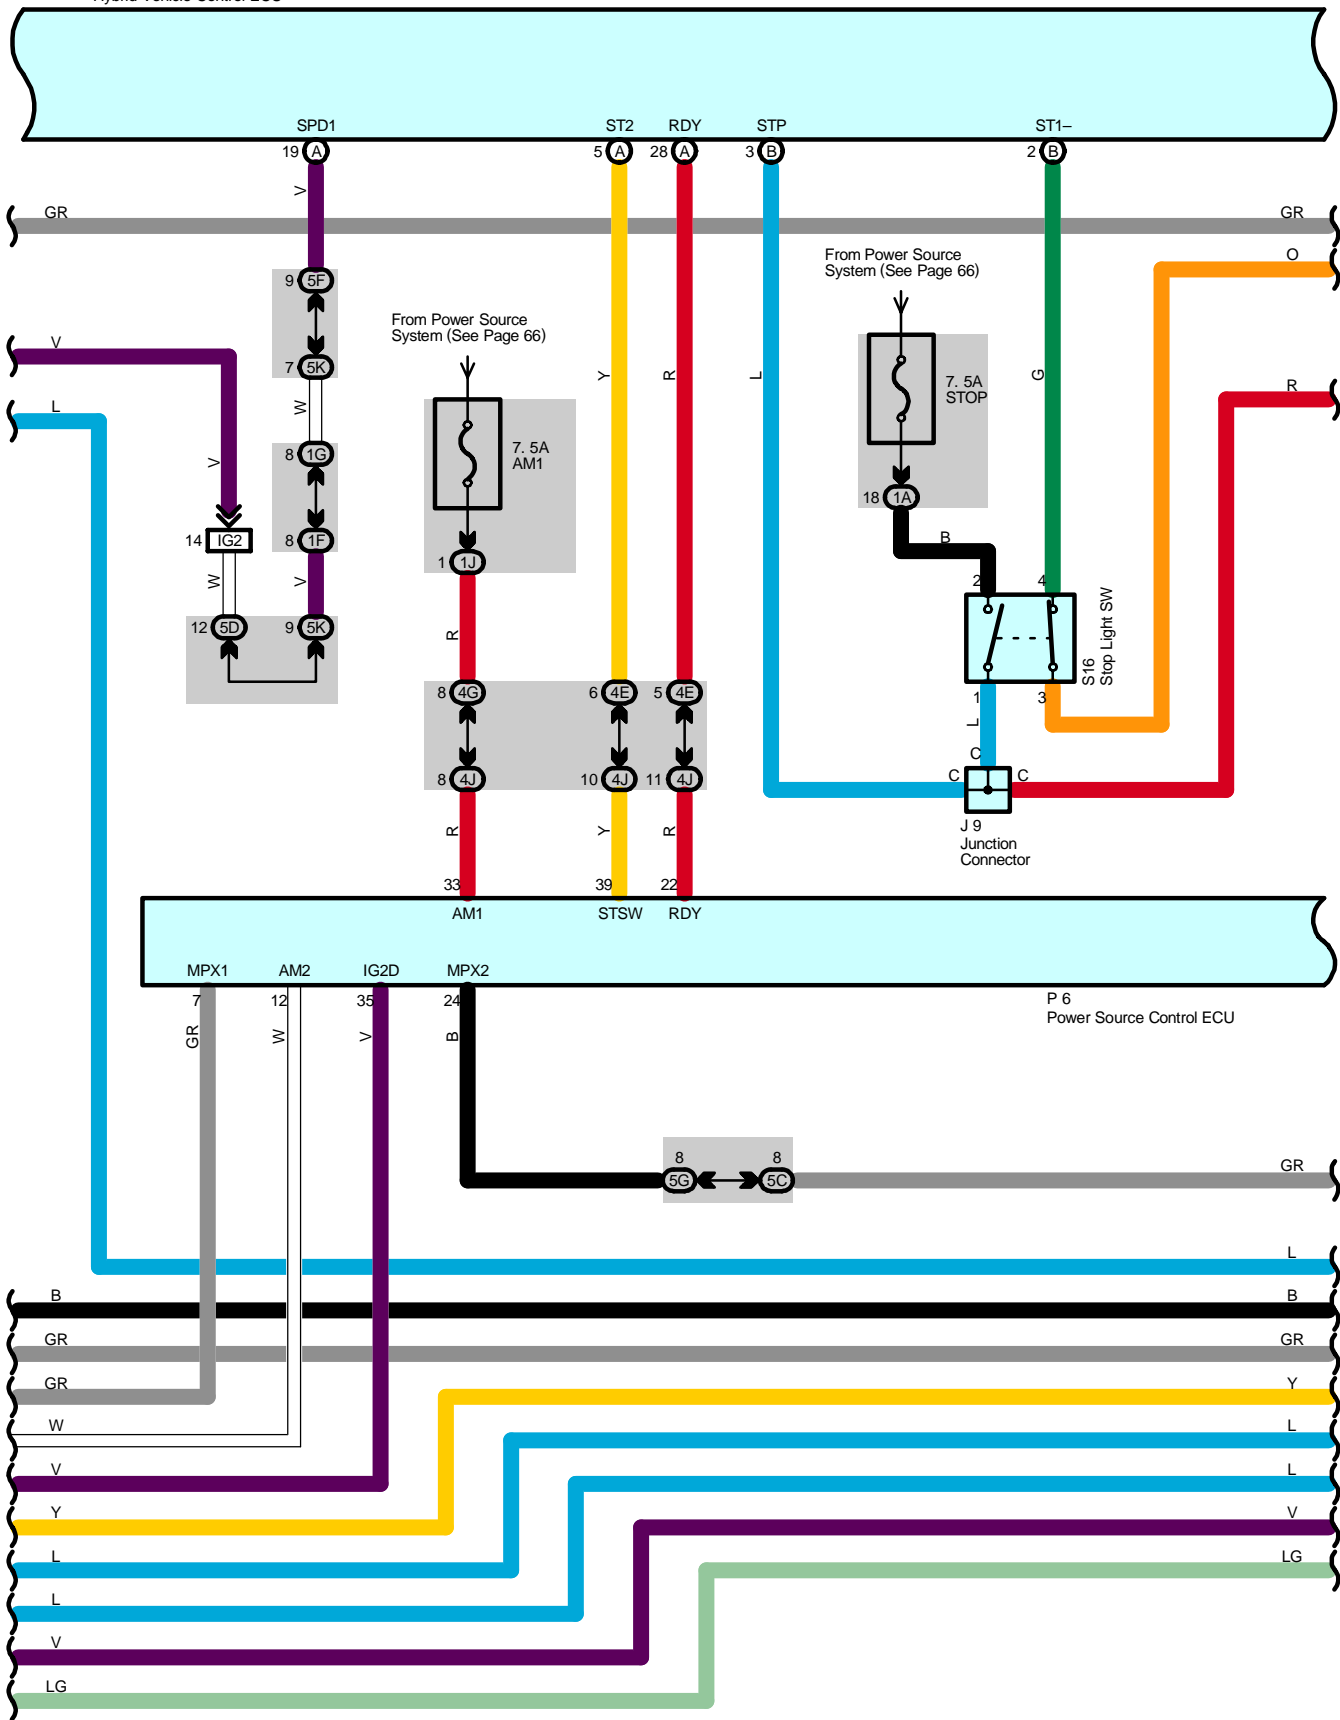 Hybrid Vehicle Control ECU
SPD1 ST2 RDY STP ST1–
19 A 5 A 28 A 3 B 2 B
V
GR GR
From Power Source
System (See Page 66)
O
9 5F
From Power Source
System (See Page 66)
V
7 5K
Y R L G
7. 5A
STOP
R
L
W
8 1G
7. 5A
AM1
V
18 1A
B
14 IG2
8 1F
1 1J
W V
2 4
12 5D
9 5K
R
S16
Stop Light SW
8 4G 6 4E 5 4E
1 3
L
C
8 4J 10 4J 11 4J
C C
J 9
Junction
Connector
R Y R
33 39 22
AM1 STSW RDY
MPX1 AM2 IG2D MPX2
7 12 35 24
P 6
Power Source Control ECU
GR W V B
8 8
5G 5C
GR
L
B B
GR GR
GR Y
W L
V L
Y V
L LG
L
V
LG